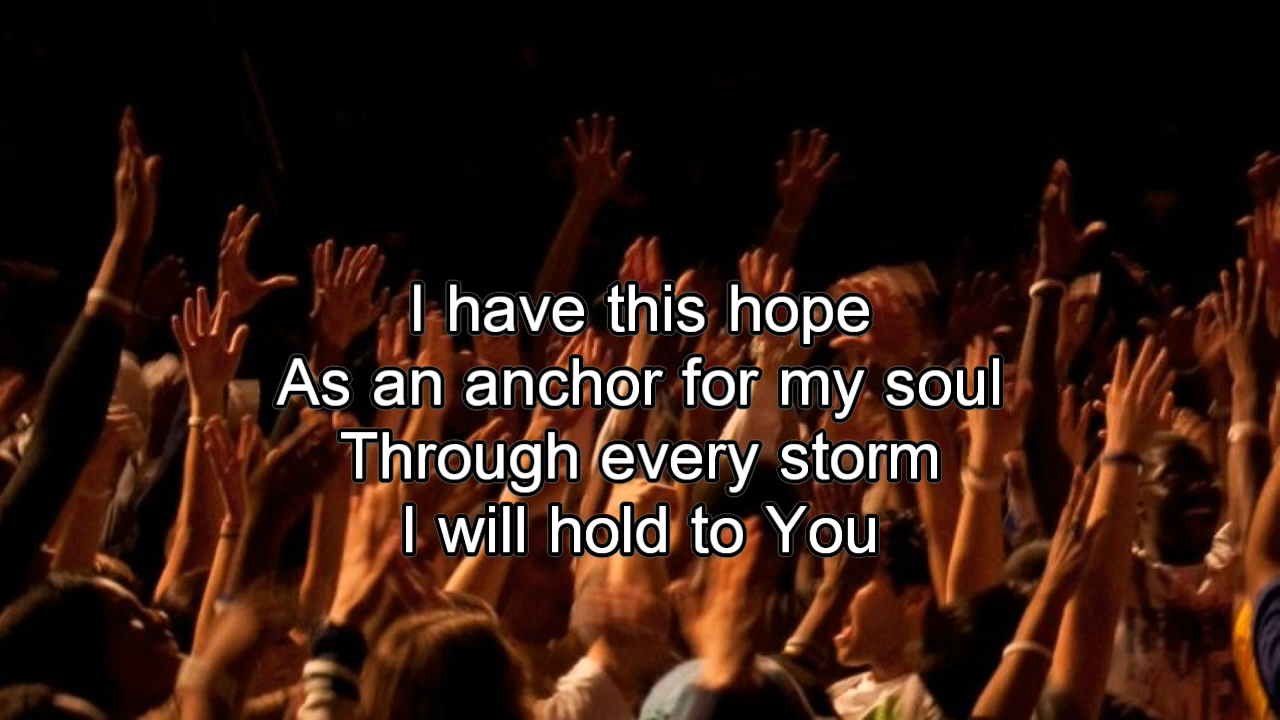 I have this hope
As an anchor for my soul
Through every storm
I will hold to You